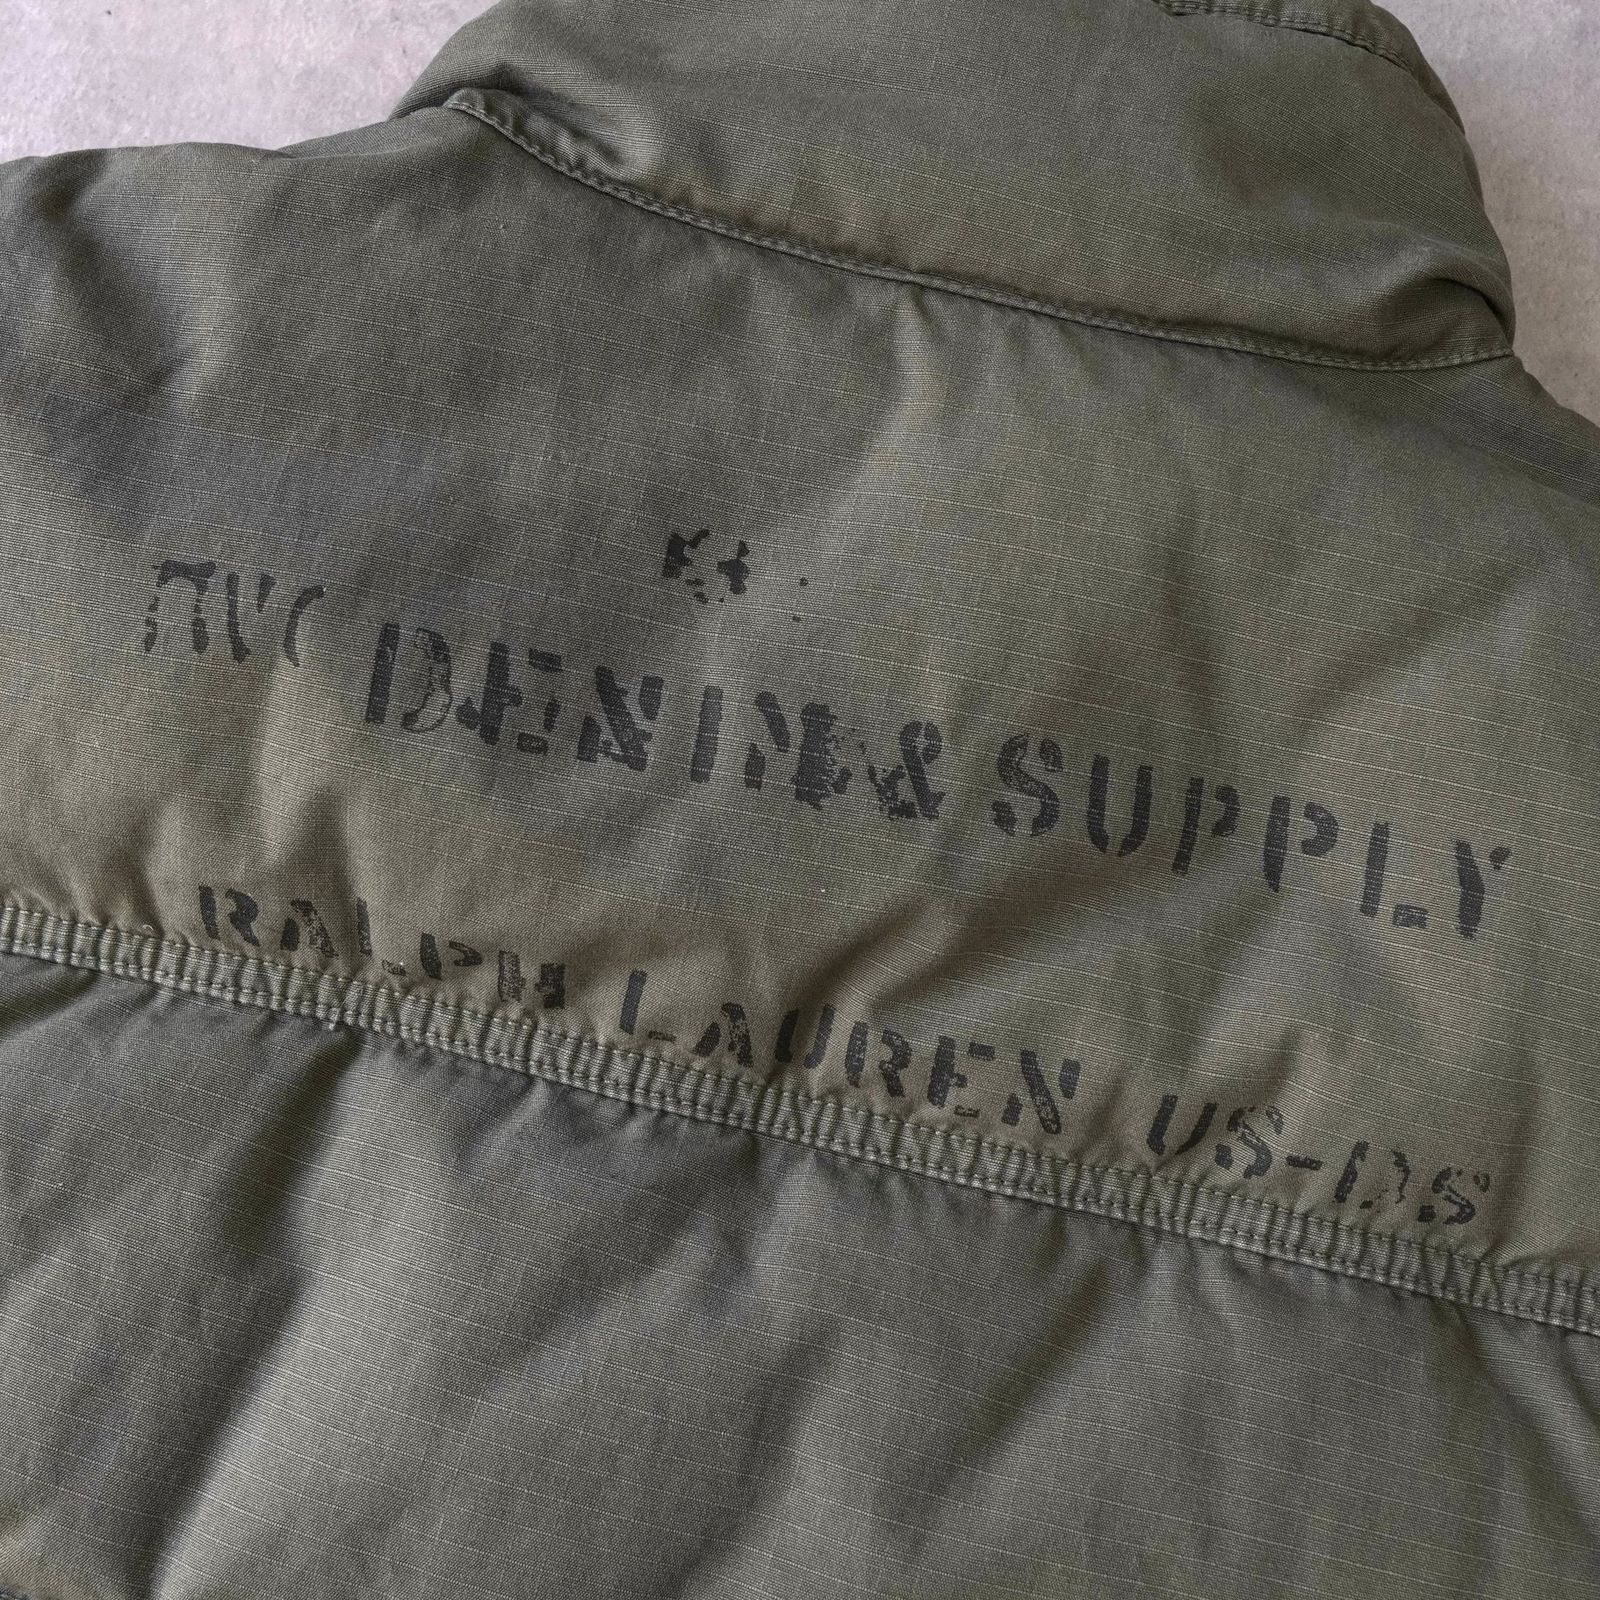 DENIM & SUPPLY
RALPH LAUREN US-DS